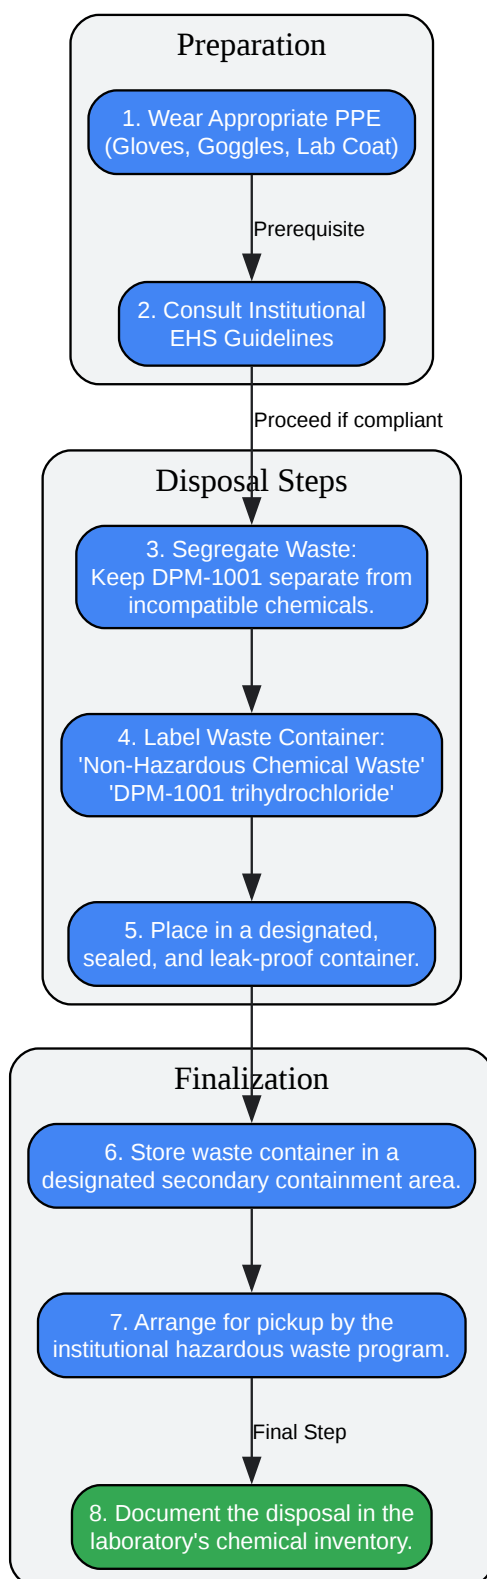 Preparation
1. Wear Appropriate PPE
(Gloves, Goggles, Lab Coat)
Prerequisite
2. Consult Institutional
EHS Guidelines
Proceed if compliant
Disposal Steps
3. Segregate Waste:
Keep DPM-1001 separate from
incompatible chemicals.
4. Label Waste Container:
'Non-Hazardous Chemical Waste'
'DPM-1001 trihydrochloride'
5. Place in a designated,
sealed, and leak-proof container.
Finalization
6. Store waste container in a
designated secondary containment area.
7. Arrange for pickup by the
institutional hazardous waste program.
Final Step
8. Document the disposal in the
laboratory's chemical inventory.